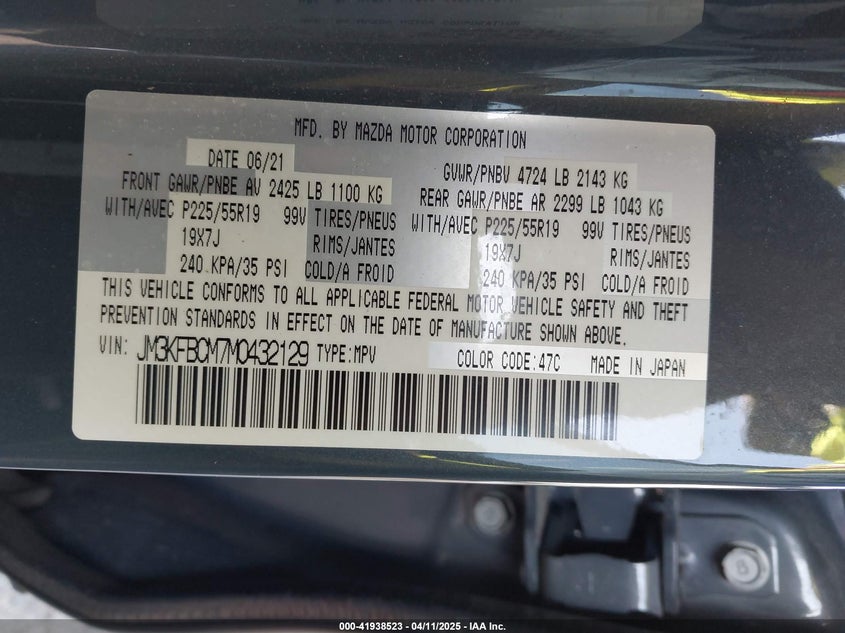 MFD. BY MAZDA MOTOR CORPORATION
DATE 06/21 GVWR/PNBV 4724 LB 2143 KG
FRONT GAWR/PNBE AV 2425 LB 1100 KG REAR GAWR/PNBE AR 2299 LB 1043 KG
WITH/AVEC P225/55R19 99V TIRES/PNEUS WITH/AVEC P225/55R19 99V TIRES/PNEUS
19X7J RIMS/JANTES 19X7J RIMS/JANTES
240 KPA/35 PSI COLD/A FROID 240 KPA/35 PSI COLD/A FROID
THIS VEHICLE CONFORMS TO ALL APPLICABLE FEDERAL MOTOR VEHICLE SAFETY AND THEFT
PREVENTION STANDARDS IN EFFECT ON THE DATE OF MANUFACTURE SHOWN ABOVE.
VIN: JM3KFBCM7M0432129 TYPE:MPV COLOR CODE:47C MADE IN JAPAN
8
000-41938523 - 04/11/2025 - IAA Inc.